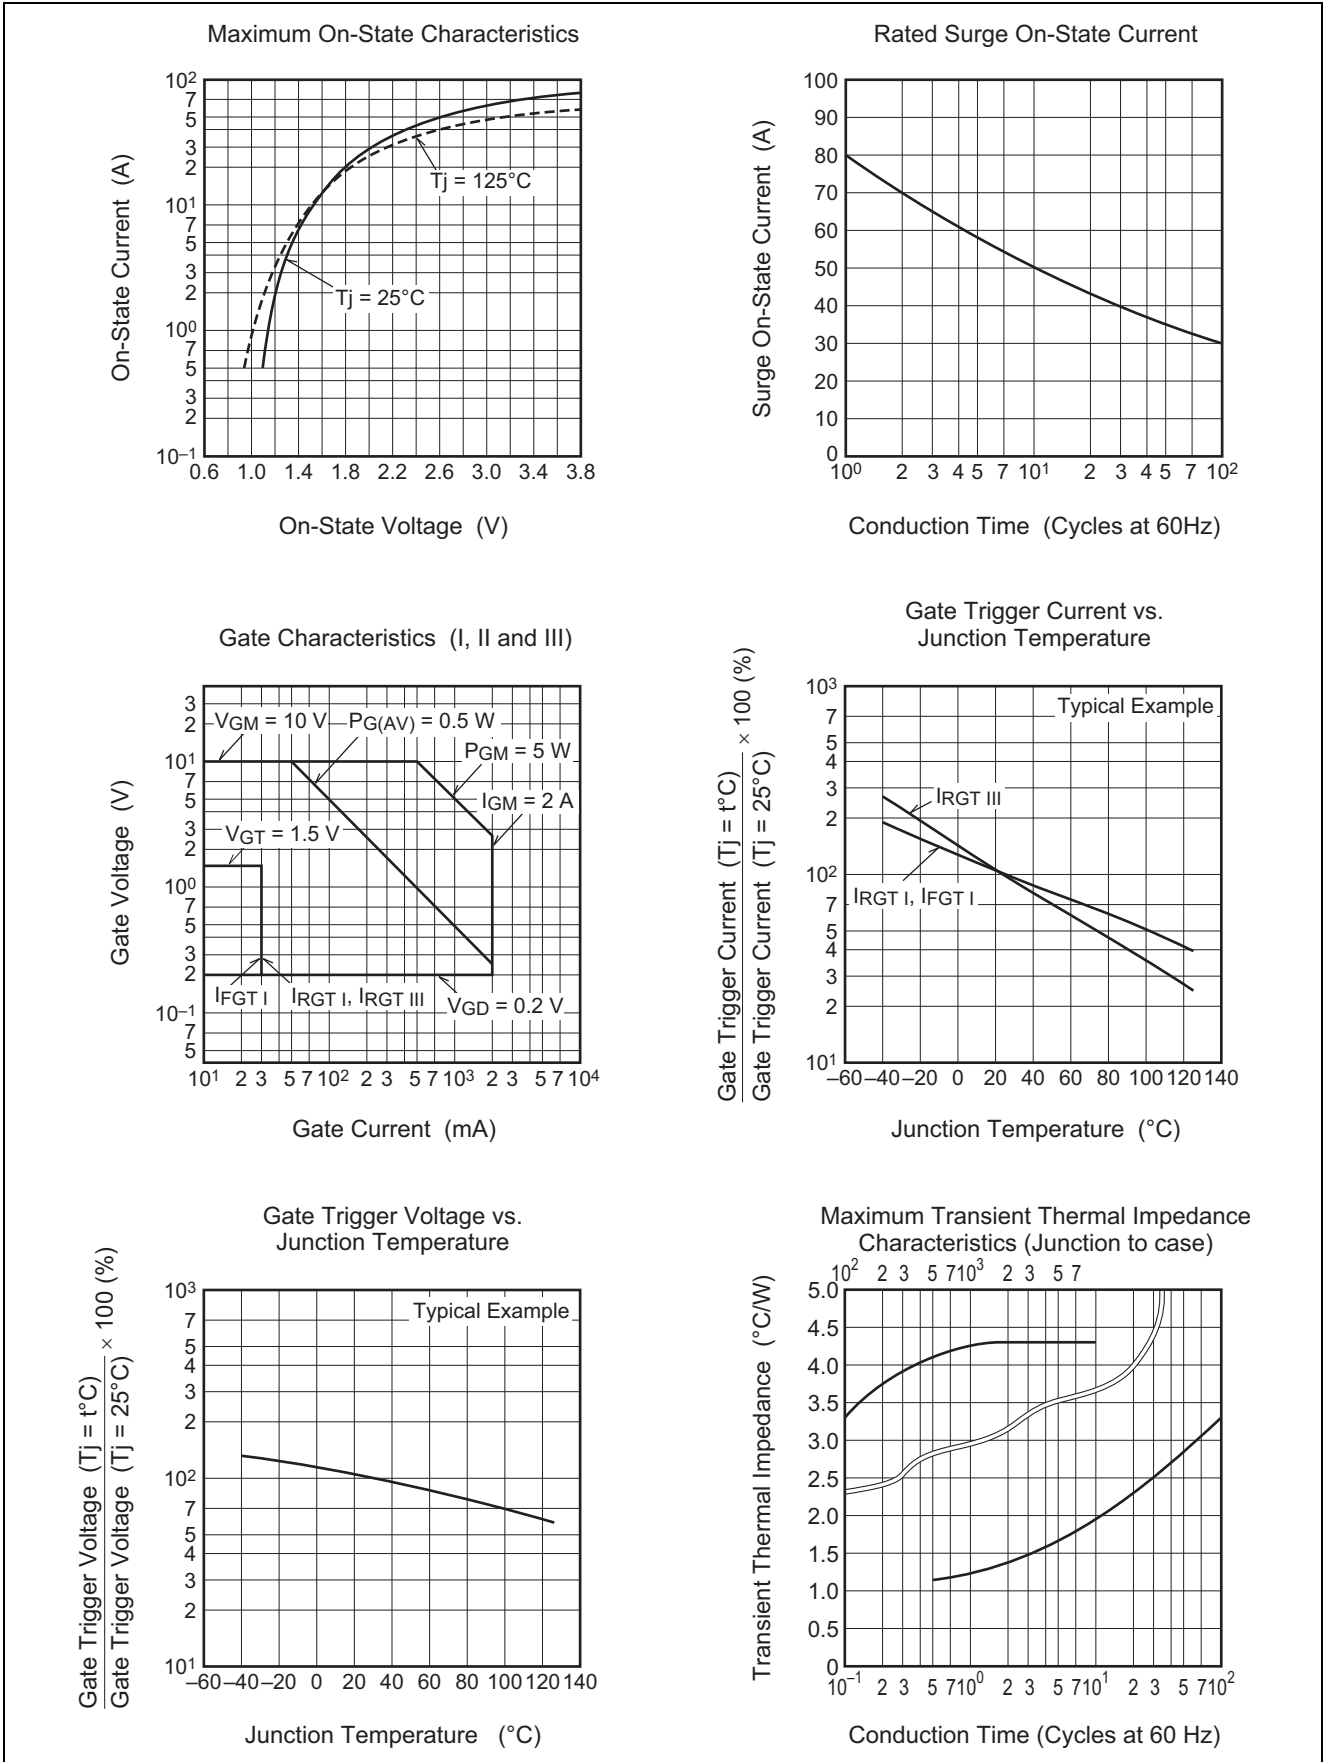 Maximum On-State Characteristics
On-State Current (A)
10² 7 5 3 2 10¹ 7 5 3 2 10⁰ 7 5 3 2 10⁻¹
Tj = 125°C
Tj = 25°C
0.6 1.0 1.4 1.8 2.2 2.6 3.0 3.4 3.8
On-State Voltage (V)
Rated Surge On-State Current
Surge On-State Current (A)
100
90
80
70
60
50
40
30
20
10
0
10⁰ 2 3 4 5 7 10¹ 2 3 4 5 7 10²
Conduction Time (Cycles at 60Hz)
Gate Characteristics (I, II and III)
Gate Voltage (V)
3 2 10¹ 7 5 3 2 10⁰ 7 5 3 2 10⁻¹ 7 5
VGM = 10 V
PG(AV) = 0.5 W
PGM = 5 W
IGM = 2 A
VGT = 1.5 V
IFGT I
IRGT I, IRGT III
VGD = 0.2 V
10¹ 2 3 5 7 10² 2 3 5 7 10³ 2 3 5 7 10⁴
Gate Current (mA)
Gate Trigger Current vs.
Junction Temperature
Gate Trigger Current (Tj = t°C)
Gate Trigger Current (Tj = 25°C)
× 100 (%)
10³ 7 5 4 3 2 10² 7 5 4 3 2 10¹
Typical Example
IRGT III
IRGT I, IFGT I
–60 –40 –20 0 20 40 60 80 100 120 140
Junction Temperature (°C)
Gate Trigger Voltage vs.
Junction Temperature
Gate Trigger Voltage (Tj = t°C)
Gate Trigger Voltage (Tj = 25°C)
× 100 (%)
10³ 7 5 4 3 2 10² 7 5 4 3 2 10¹
Typical Example
–60 –40 –20 0 20 40 60 80 100 120 140
Junction Temperature (°C)
Maximum Transient Thermal Impedance
Characteristics (Junction to case)
10² 2 3 5 7 10³ 2 3 5 7
Transient Thermal Impedance (°C/W)
5.0
4.5
4.0
3.5
3.0
2.5
2.0
1.5
1.0
0.5
0
10⁻¹ 2 3 5 7 10⁰ 2 3 5 7 10¹ 2 3 5 7 10²
Conduction Time (Cycles at 60 Hz)